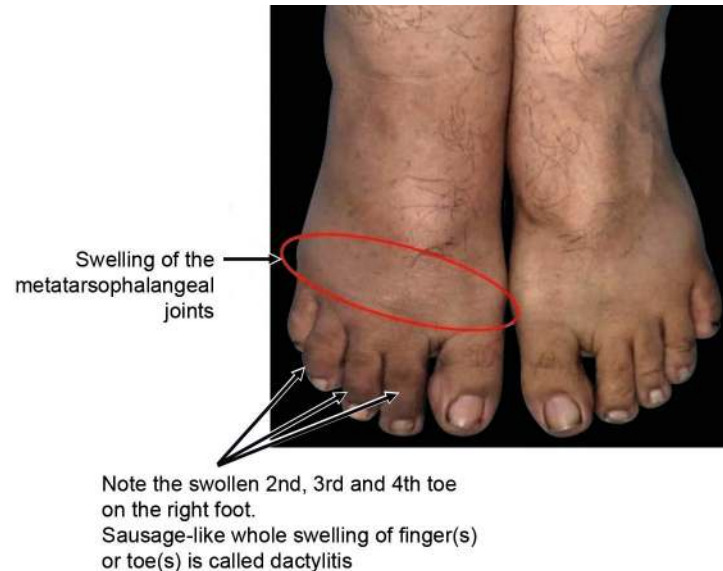 Swelling of the
metatarsophalangeal
joints
Note the swollen 2nd, 3rd and 4th toe
on the right foot.
Sausage-like whole swelling of finger(s)
or toe(s) is called dactylitis